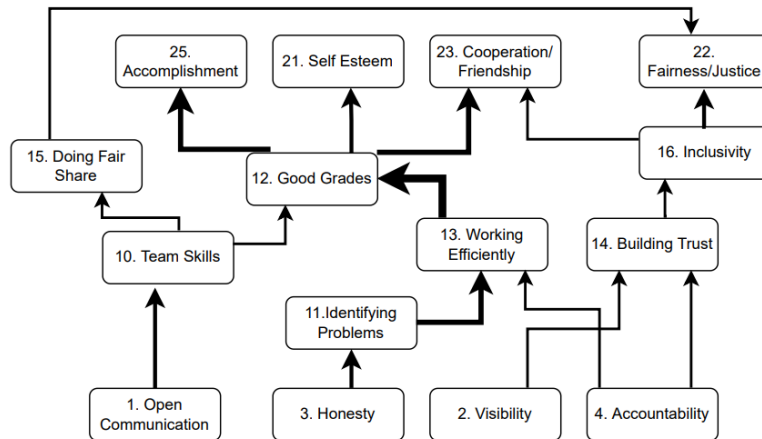 25.
Accomplishment
21. Self Esteem
23. Cooperation/
Friendship
22.
Fairness/Justice
15. Doing Fair
Share
12. Good Grades
16. Inclusivity
10. Team Skills
13. Working
Efficiently
14. Building Trust
11.Identifying
Problems
1. Open
Communication
3. Honesty
2. Visibility
4. Accountability